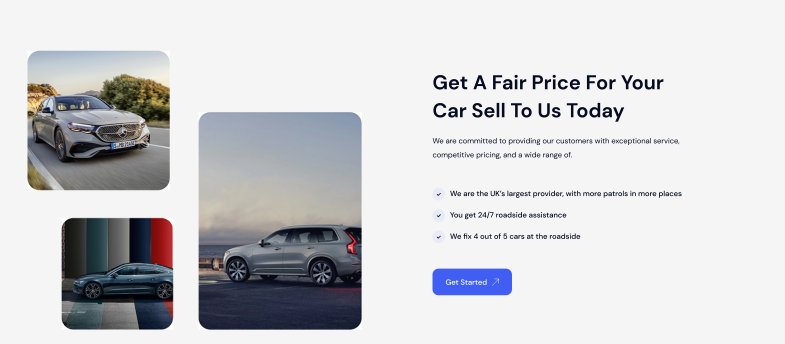 Get A Fair Price For Your
Car Sell To Us Today
We are committed to providing our customers with exceptional service,
competitive pricing, and a wide range of.
We are the UK's largest provider, with more patrols in more places
You get 24/7 roadside assistance
We fix 4 out of 5 cars at the roadside
Get Started